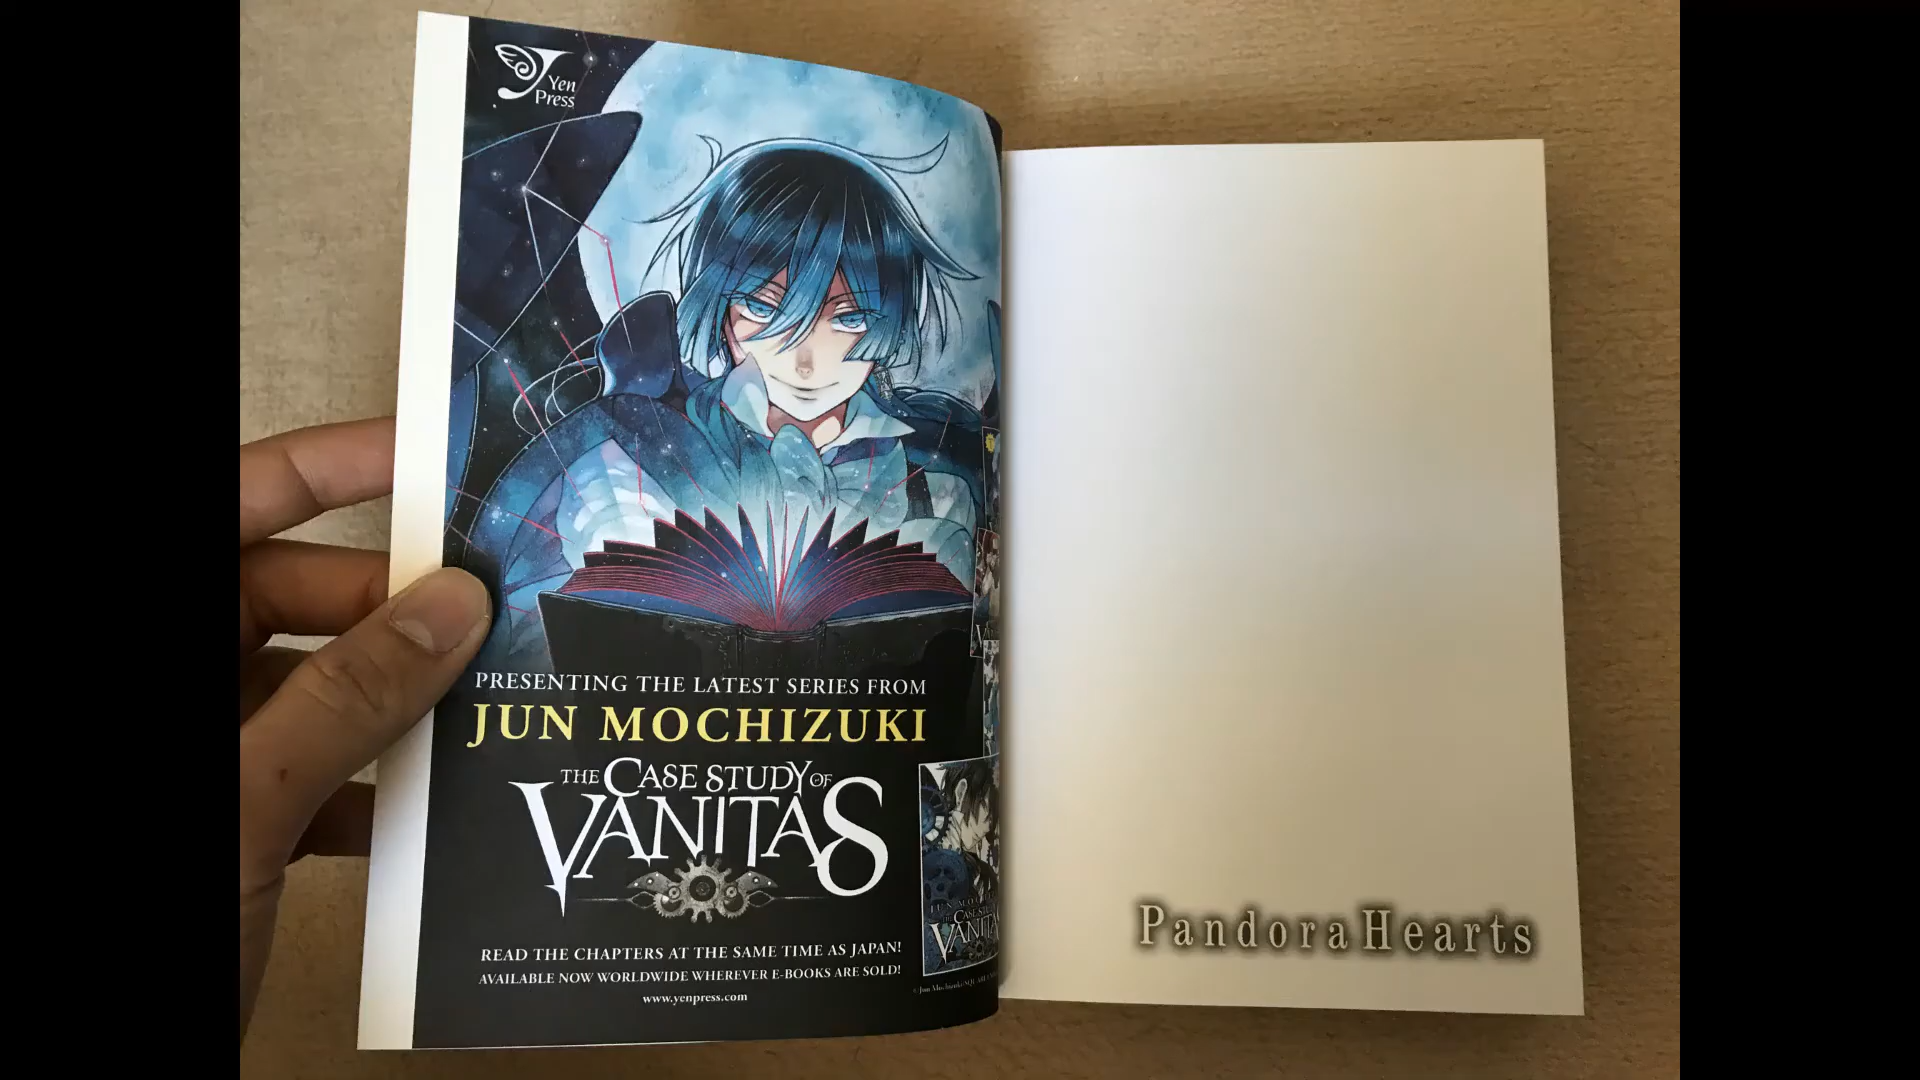 Yen
Press
PRESENTING THE LATEST SERIES FROM
JUN MOCHIZUKI
THE CASE STUDY OF
VANITAS
READ THE CHAPTERS AT THE SAME TIME AS JAPAN!
AVAILABLE NOW WORLDWIDE WHEREVER E-BOOKS ARE SOLD!
www.yenpress.com
PandoraHearts